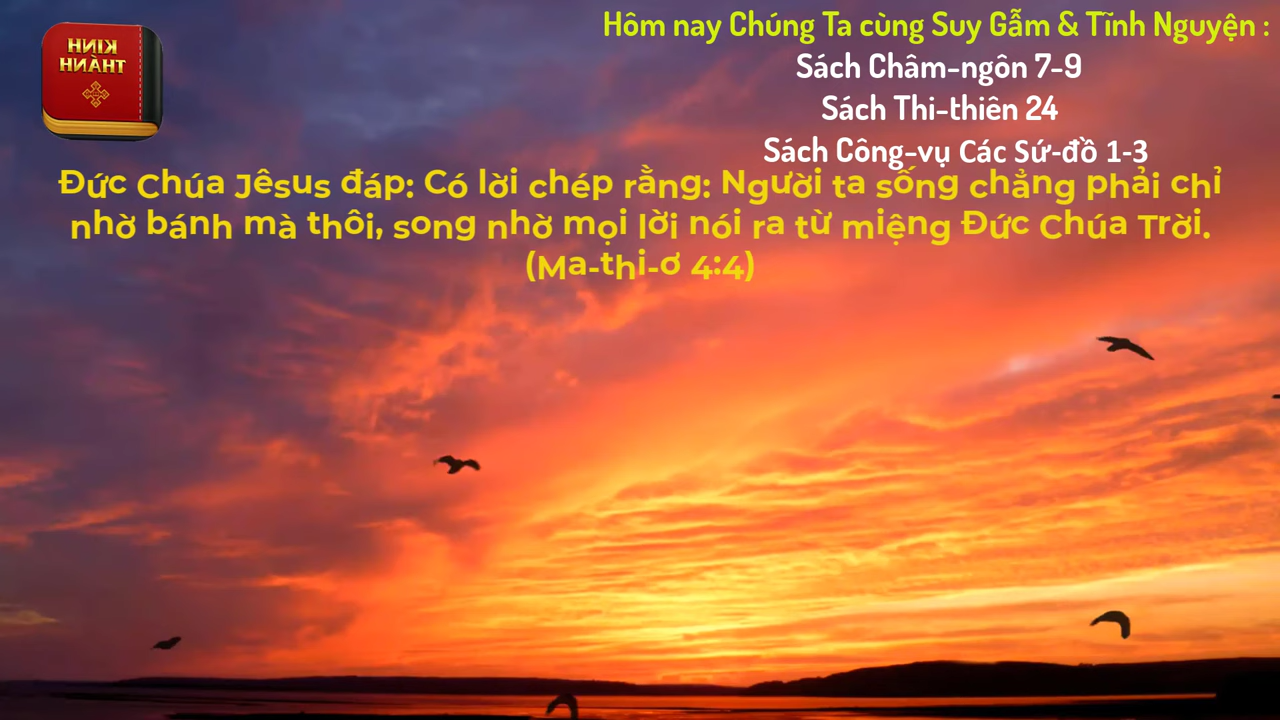 KINH
THÁNH
Hôm nay Chúng Ta cùng Suy Gẫm & Tĩnh Nguyện :
Sách Châm-ngôn 7-9
Sách Thi-thiên 24
Sách Công-vụ Các Sứ-đồ 1-3
Đức Chúa Jêsus đáp: Có lời chép rằng: Người ta sống chẳng phải chỉ
nhờ bánh mà thôi, song nhờ mọi lời nói ra từ miệng Đức Chúa Trời.
(Ma-thi-ơ 4:4)